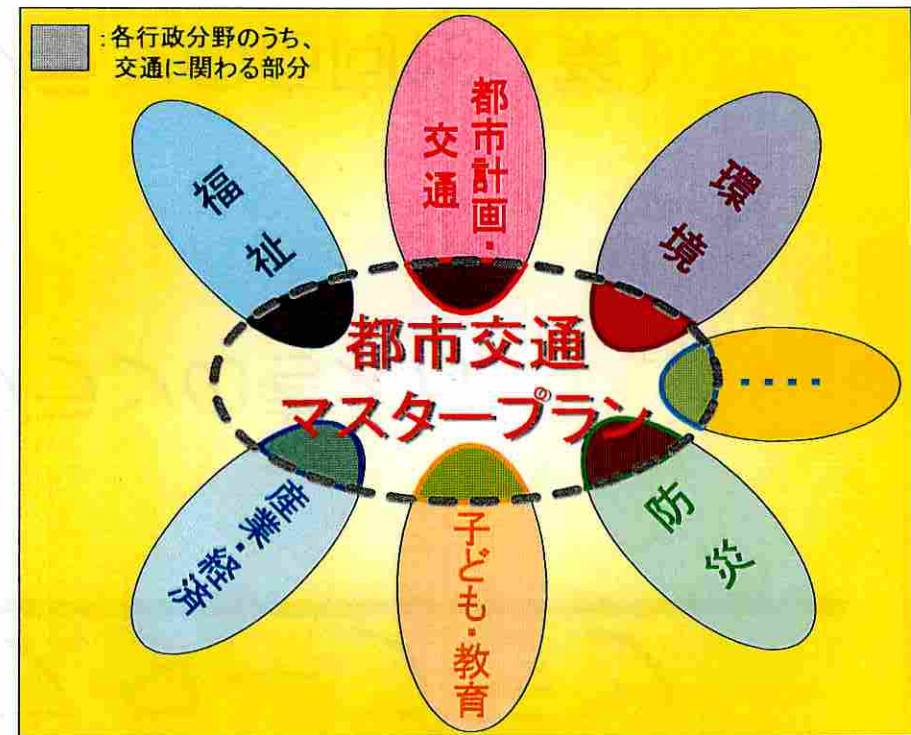 ：各行政分野のうち、
交通に関わる部分
都市計画・
交通
福祉
環境
都市交通
マスタープラン
の
・・・・
産業・経済
子ども・教育
防災